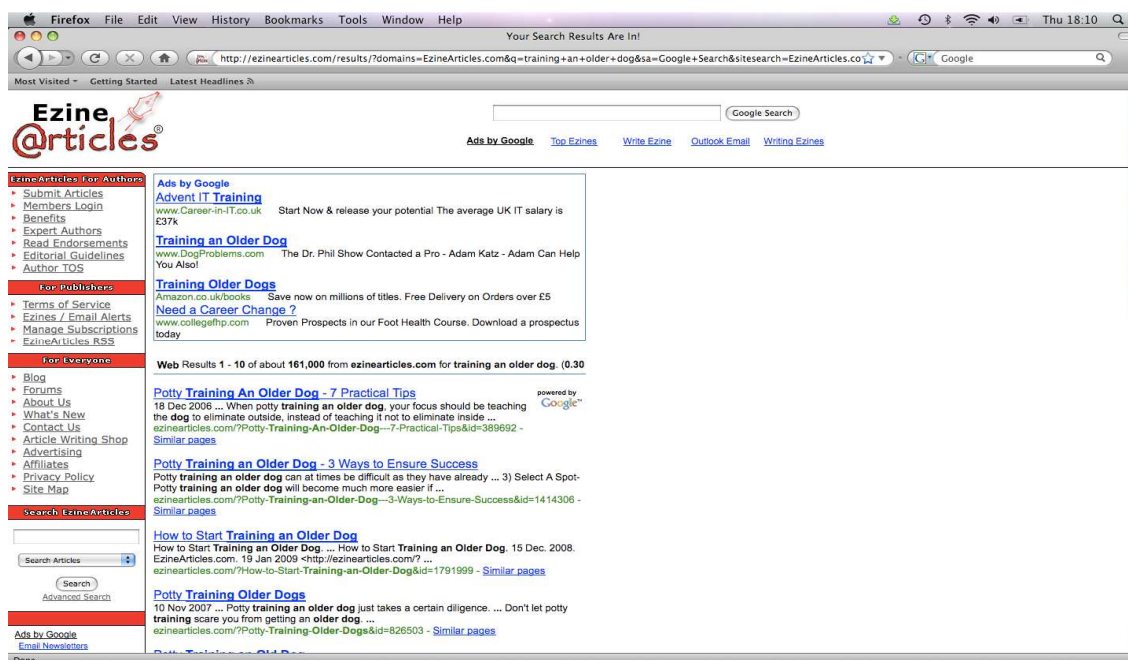 Firefox File Edit View History Bookmarks Tools Window Help Thu 18:10
Your Search Results Are In!
http://ezinearticles.com/results/?domains=EzineArticles.com&q=training+an+older+dog&sa=Google+Search&sitesearch=EzineArticles.co
Google
Most Visited Getting Started Latest Headlines
Ezine
@rticles®
Google Search
Ads by Google Top Ezines Write Ezine Outlook Email Writing Ezines
EzineArticles For Authors
Submit Articles
Members Login
Benefits
Expert Authors
Read Endorsements
Editorial Guidelines
Author TOS
For Publishers
Terms of Service
Ezines / Email Alerts
Manage Subscriptions
EzineArticles RSS
For Everyone
Blog
Forums
About Us
What's New
Contact Us
Article Writing Shop
Advertising
Affiliates
Privacy Policy
Site Map
Search EzineArticles
Search Articles
Search
Advanced Search
Ads by Google
Email Newsletters
Ads by Google
Advent IT Training
www.Career-in-IT.co.uk Start Now & release your potential The average UK IT salary is
£37k
Training an Older Dog
www.DogProblems.com The Dr. Phil Show Contacted a Pro - Adam Katz - Adam Can Help
You Also!
Training Older Dogs
Amazon.co.uk/books Save now on millions of titles. Free Delivery on Orders over £5
Need a Career Change ?
www.collegefhp.com Proven Prospects in our Foot Health Course. Download a prospectus
today
Web Results 1 - 10 of about 161,000 from ezinearticles.com for training an older dog. (0.30
powered by
Google™
Potty Training An Older Dog - 7 Practical Tips
18 Dec 2006 ... When potty training an older dog, your focus should be teaching
the dog to eliminate outside, instead of teaching it not to eliminate inside ...
ezinearticles.com/?Potty-Training-An-Older-Dog---7-Practical-Tips&id=389692 -
Similar pages
Potty Training an Older Dog - 3 Ways to Ensure Success
Potty training an older dog can at times be difficult as they have already ... 3) Select A Spot-
Potty training an older dog will become much more easier if ...
ezinearticles.com/?Potty-Training-an-Older-Dog---3-Ways-to-Ensure-Success&id=1414306 -
Similar pages
How to Start Training an Older Dog
How to Start Training an Older Dog. ... How to Start Training an Older Dog. 15 Dec. 2008.
EzineArticles.com. 19 Jan 2009 <http://ezinearticles.com/? ...
ezinearticles.com/?How-to-Start-Training-an-Older-Dog&id=1791999 - Similar pages
Potty Training Older Dogs
10 Nov 2007 ... Potty training an older dog just takes a certain diligence. ... Don't let potty
training scare you from getting an older dog. ...
ezinearticles.com/?Potty-Training-Older-Dogs&id=826503 - Similar pages
Potty Training an Old Dog
Done